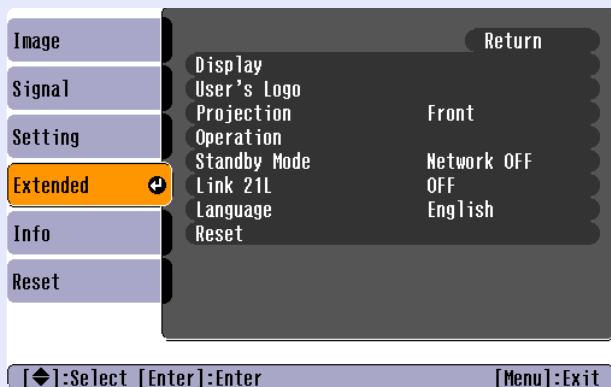 Image
Signal
Setting
Extended
Info
Reset
Return
Display
User's Logo
Projection Front
Operation
Standby Mode Network OFF
Link 21L OFF
Language English
Reset
[◆]:Select [Enter]:Enter [Menu]:Exit